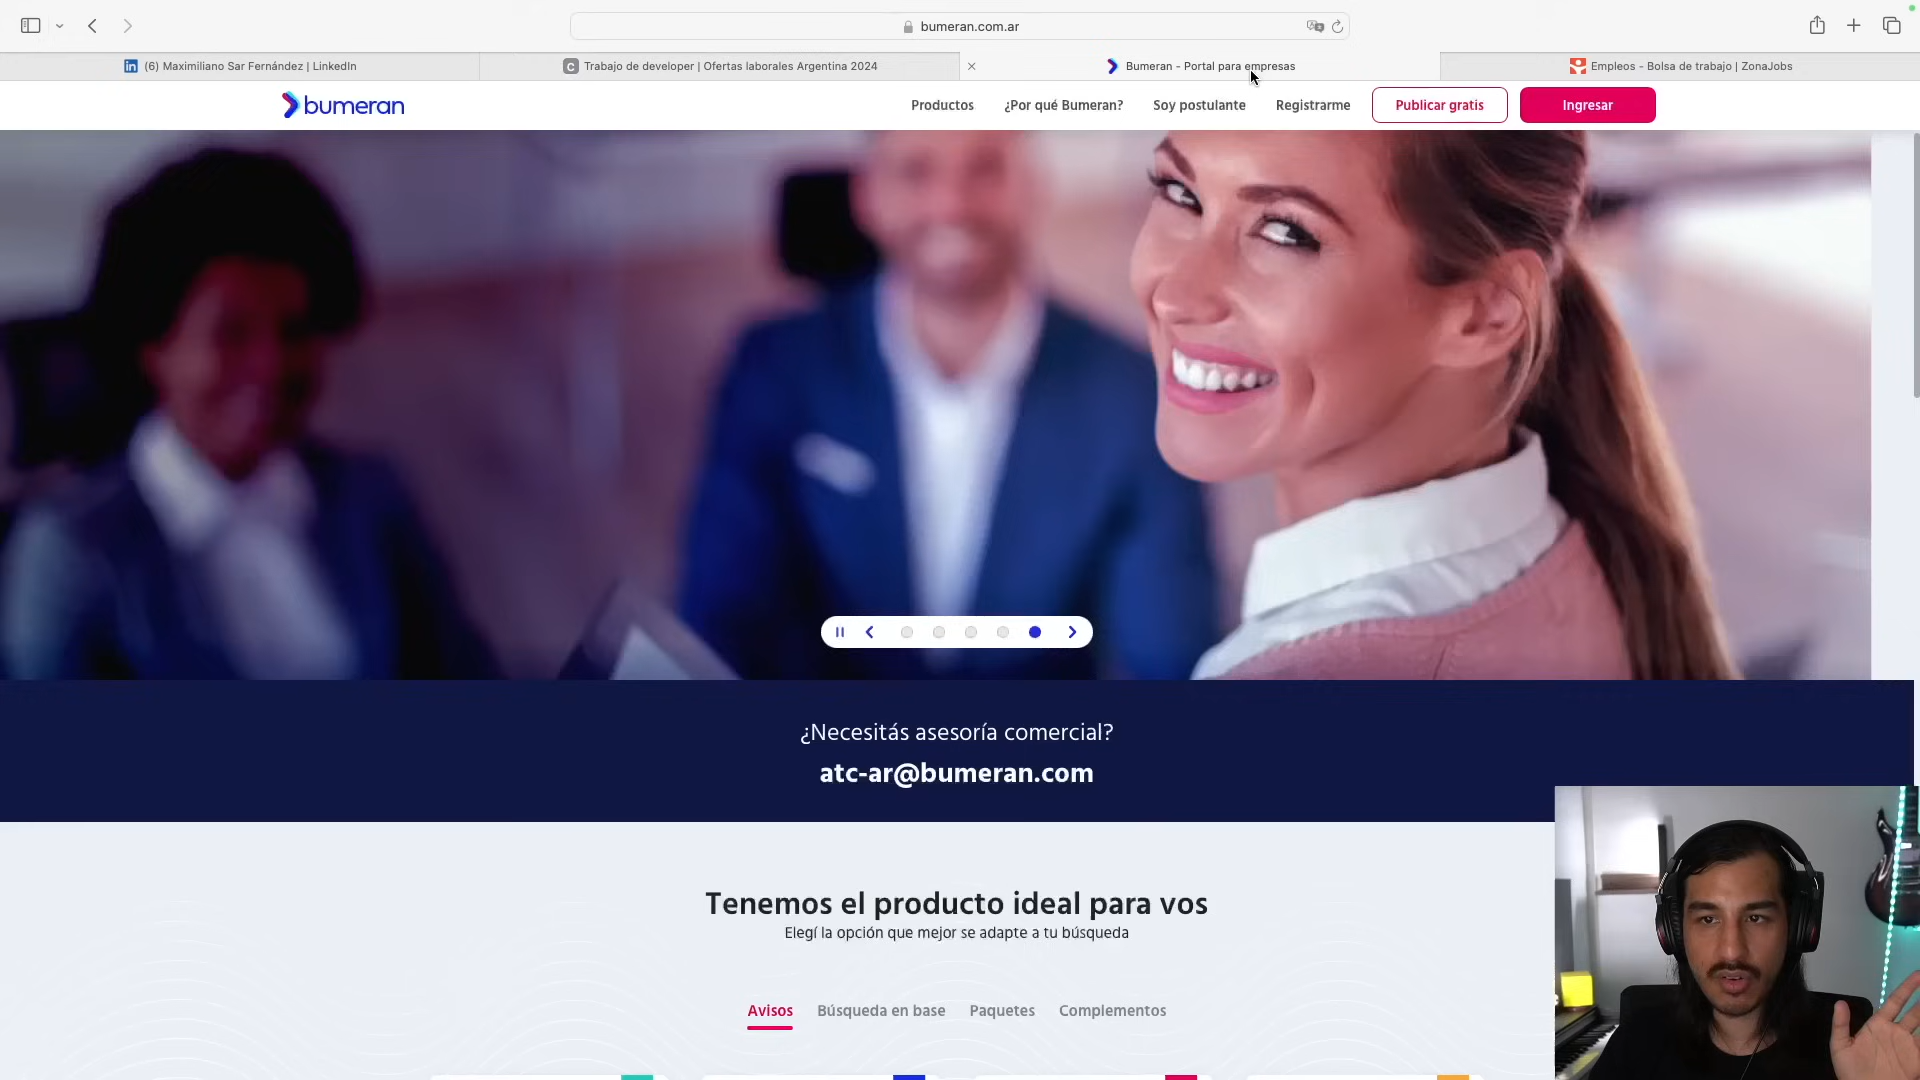 bumeran.com.ar
(6) Maximiliano Sar Fernández | LinkedIn
Trabajo de developer | Ofertas laborales Argentina 2024
Bumeran - Portal para empresas
Empleos - Bolsa de trabajo | ZonaJobs
bumeran
Productos
¿Por qué Bumeran?
Soy postulante
Registrarme
Publicar gratis
Ingresar
¿Necesitás asesoría comercial?
atc-ar@bumeran.com
Tenemos el producto ideal para vos
Elegí la opción que mejor se adapte a tu búsqueda
Avisos
Búsqueda en base
Paquetes
Complementos